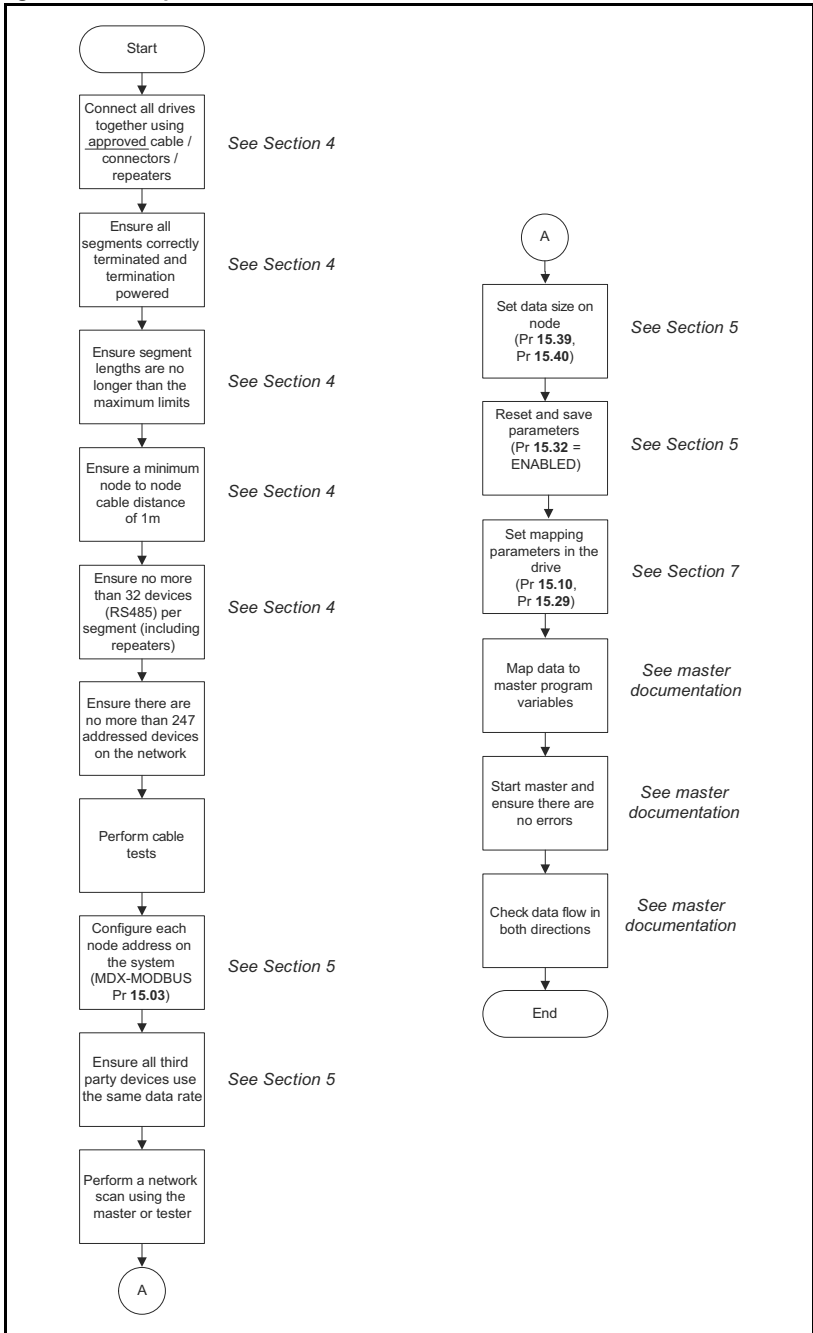 Start
Connect all drives
together using
approved cable /
connectors /
repeaters
See Section 4
Ensure all
segments correctly
terminated and
termination
powered
See Section 4
Ensure segment
lengths are no
longer than the
maximum limits
See Section 4
Ensure a minimum
node to node
cable distance
of 1m
See Section 4
Ensure no more
than 32 devices
(RS485) per
segment (including
repeaters)
See Section 4
Ensure there are
no more than 247
addressed devices
on the network
Perform cable
tests
Configure each
node address on
the system
(MDX-MODBUS
Pr 15.03)
See Section 5
Ensure all third
party devices use
the same data rate
See Section 5
Perform a network
scan using the
master or tester
A
A
Set data size on
node
(Pr 15.39,
Pr 15.40)
See Section 5
Reset and save
parameters
(Pr 15.32 =
ENABLED)
See Section 5
Set mapping
parameters in the
drive
(Pr 15.10,
Pr 15.29)
See Section 7
Map data to
master program
variables
See master
documentation
Start master and
ensure there are
no errors
See master
documentation
Check data flow in
both directions
See master
documentation
End